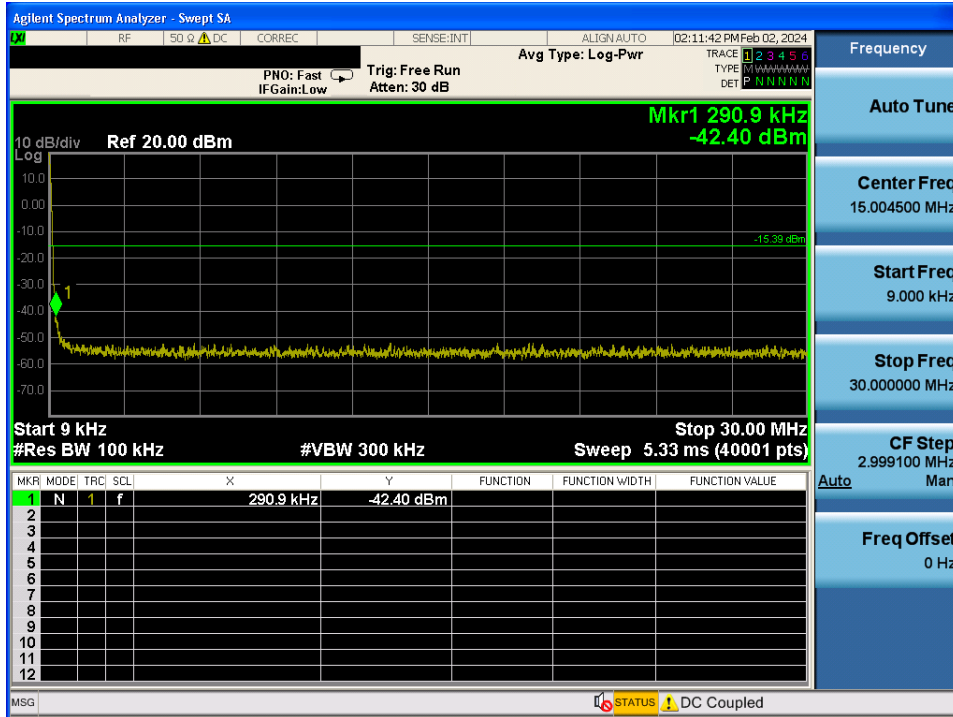 Agilent Spectrum Analyzer - Swept SA
LXI RF 50 Ω DC CORREC SENSE:INT ALIGN AUTO 02:11:42 PM Feb 02, 2024
PNO: Fast Trig: Free Run Avg Type: Log-Pwr TRACE 1 2 3 4 5 6
IFGain:Low Atten: 30 dB TYPE M W W W W W
DET P N N N N N
Mkr1 290.9 kHz
10 dB/div Ref 20.00 dBm -42.40 dBm
Log
10.0
0.00
-10.0
-15.39 dBm
-20.0
-30.0
1
-40.0
-50.0
-60.0
-70.0
Start 9 kHz Stop 30.00 MHz
#Res BW 100 kHz #VBW 300 kHz Sweep 5.33 ms (40001 pts)
MKR MODE TRC SCL X Y FUNCTION FUNCTION WIDTH FUNCTION VALUE
1 N 1 f 290.9 kHz -42.40 dBm
2
3
4
5
6
7
8
9
10
11
12
MSG STATUS DC Coupled
Frequency
Auto Tune
Center Freq
15.004500 MHz
Start Freq
9.000 kHz
Stop Freq
30.000000 MHz
CF Step
2.999100 MHz
Auto Man
Freq Offset
0 Hz